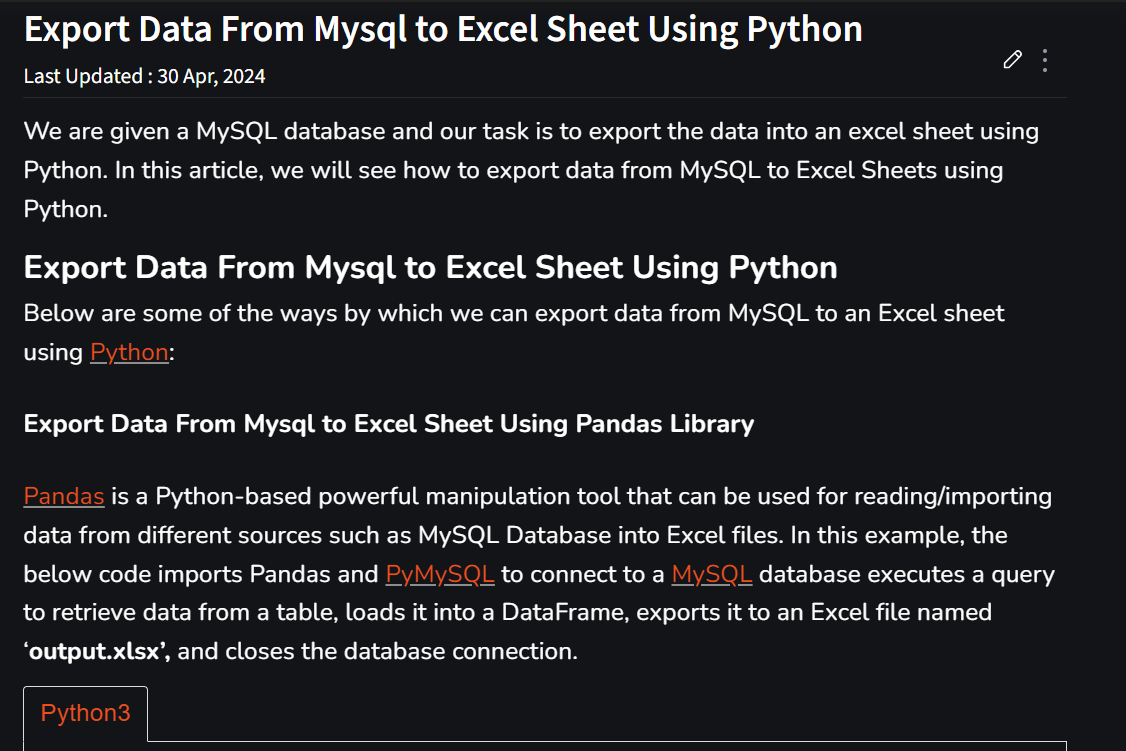 Export Data From Mysql to Excel Sheet Using Python
Last Updated : 30 Apr, 2024
We are given a MySQL database and our task is to export the data into an excel sheet using
Python. In this article, we will see how to export data from MySQL to Excel Sheets using
Python.
Export Data From Mysql to Excel Sheet Using Python
Below are some of the ways by which we can export data from MySQL to an Excel sheet
using Python:
Export Data From Mysql to Excel Sheet Using Pandas Library
Pandas is a Python-based powerful manipulation tool that can be used for reading/importing
data from different sources such as MySQL Database into Excel files. In this example, the
below code imports Pandas and PyMySQL to connect to a MySQL database executes a query
to retrieve data from a table, loads it into a DataFrame, exports it to an Excel file named
‘output.xlsx’, and closes the database connection.
Python3